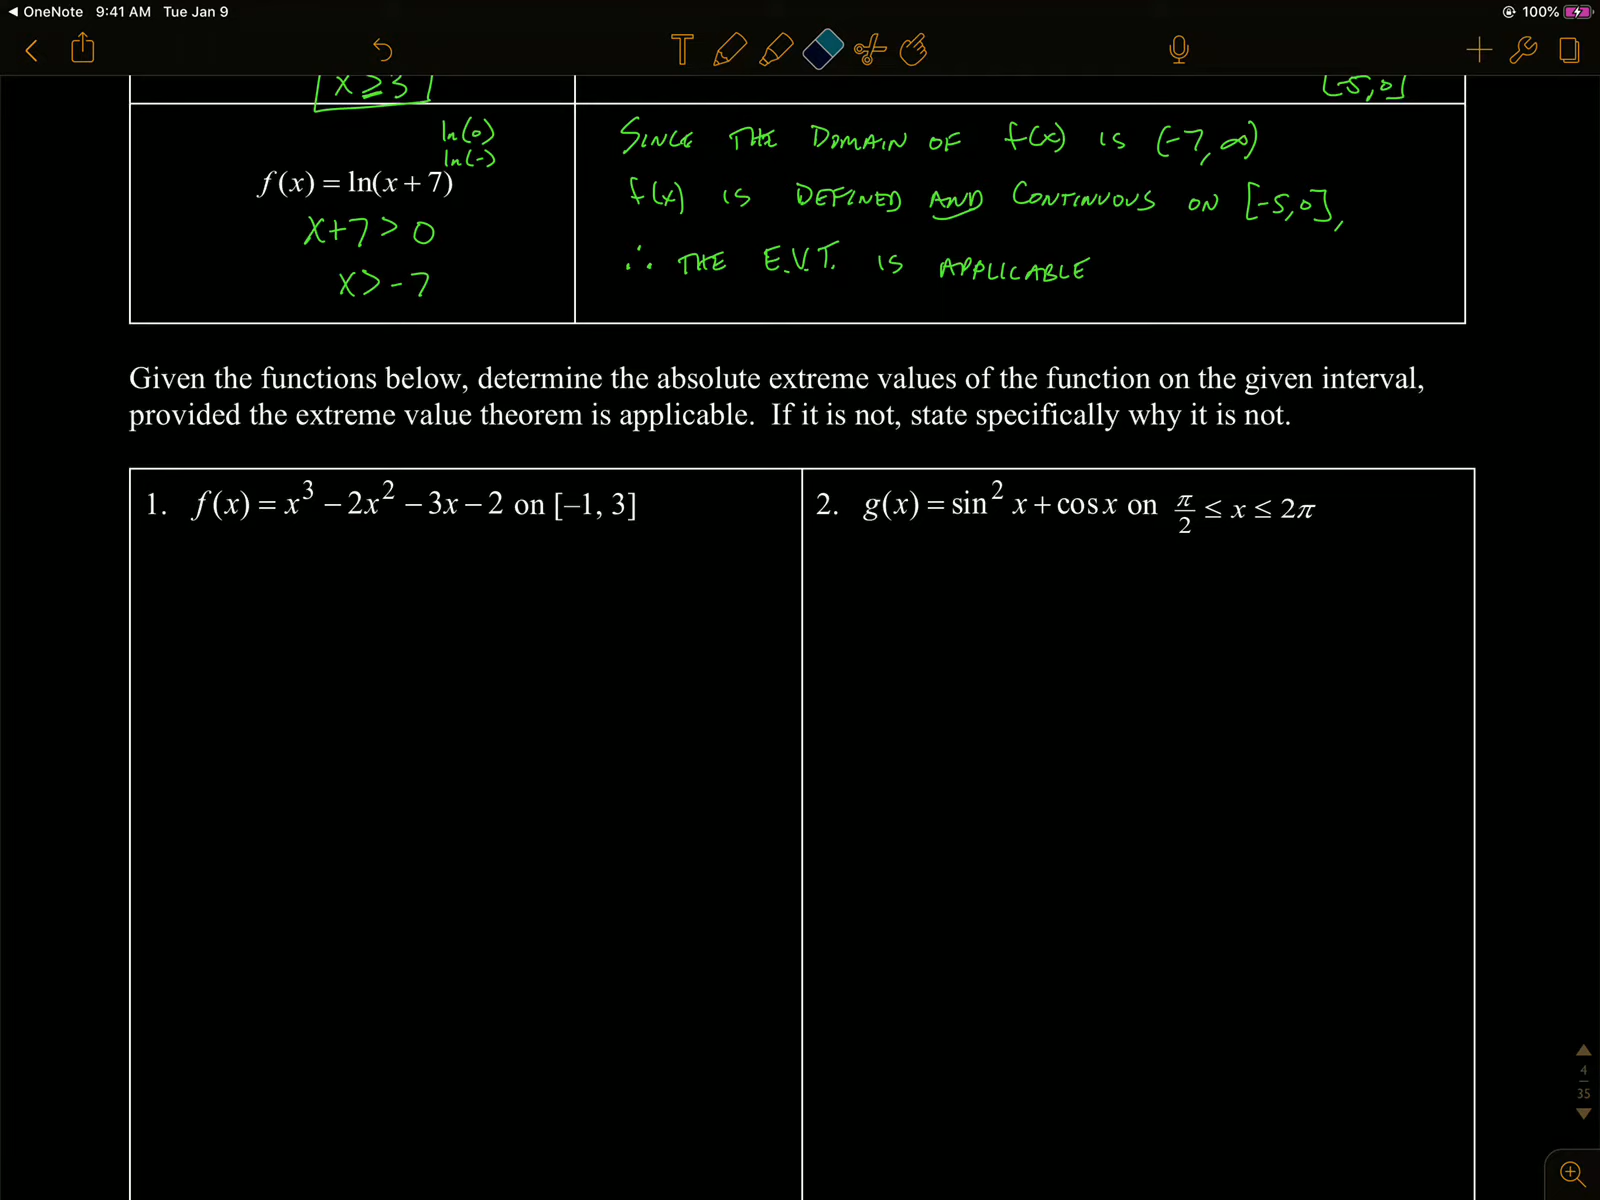 ◀ OneNote 9:41 AM Tue Jan 9 100%
T
x ≥ 3
[-5,0]
ln(0)
ln(-)
f(x) = ln(x + 7)
x+7 > 0
x > -7
SINCE THE DOMAIN OF f(x) IS (-7, ∞)
f(x) IS DEFINED AND CONTINUOUS ON [-5,0],
∴ THE E.V.T. IS APPLICABLE
Given the functions below, determine the absolute extreme values of the function on the given interval,
provided the extreme value theorem is applicable. If it is not, state specifically why it is not.
1. f(x) = x³ − 2x² − 3x − 2 on [–1, 3]
2. g(x) = sin² x + cos x on π/2 ≤ x ≤ 2π
4
35